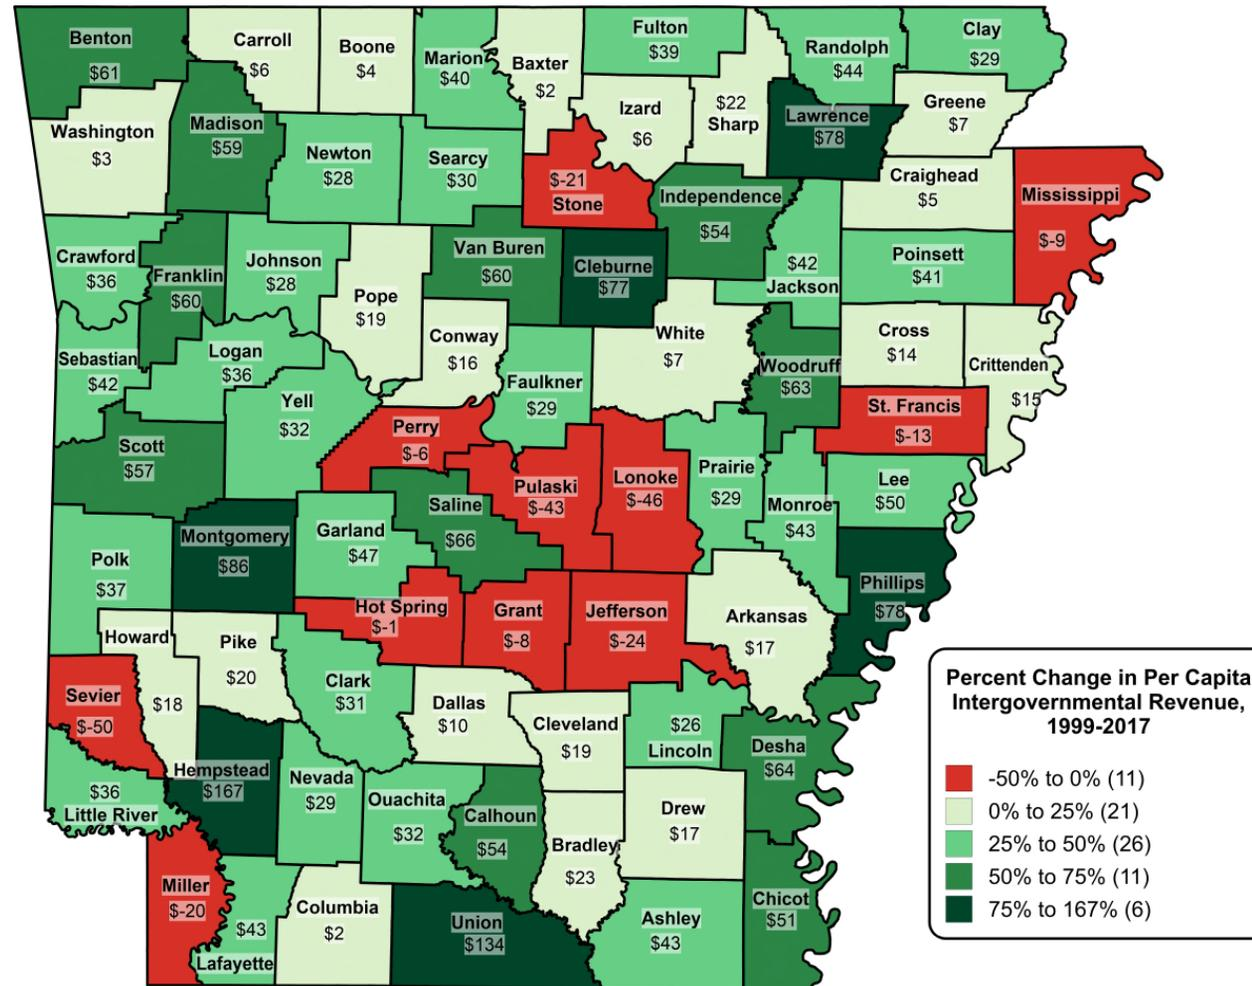 Benton
$61
Carroll
$6
Boone
$4
Marion
$40
Baxter
$2
Fulton
$39
Randolph
$44
Clay
$29
Washington
$3
Madison
$59
Newton
$28
Searcy
$30
Izard
$6
$22
Sharp
Lawrence
$78
Greene
$7
$-21
Stone
Independence
$54
Craighead
$5
Mississippi
$-9
Crawford
$36
Franklin
$60
Johnson
$28
Pope
$19
Van Buren
$60
Cleburne
$77
$42
Jackson
Poinsett
$41
Sebastian
$42
Logan
$36
Conway
$16
Faulkner
$29
White
$7
Woodruff
$63
Cross
$14
Crittenden
$15
Scott
$57
Yell
$32
Perry
$-6
St. Francis
$-13
Pulaski
$-43
Lonoke
$-46
Prairie
$29
Monroe
$43
Lee
$50
Polk
$37
Montgomery
$86
Garland
$47
Saline
$66
Phillips
$78
Howard
$18
Pike
$20
Hot Spring
$-1
Grant
$-8
Jefferson
$-24
Arkansas
$17
Sevier
$-50
Clark
$31
Dallas
$10
Cleveland
$19
$26
Lincoln
Desha
$64
$36
Little River
Hempstead
$167
Nevada
$29
Ouachita
$32
Calhoun
$54
Bradley
$23
Drew
$17
Miller
$-20
$43
Lafayette
Columbia
$2
Union
$134
Ashley
$43
Chicot
$51
Percent Change in Per Capita
Intergovernmental Revenue,
1999-2017
-50% to 0% (11)
0% to 25% (21)
25% to 50% (26)
50% to 75% (11)
75% to 167% (6)